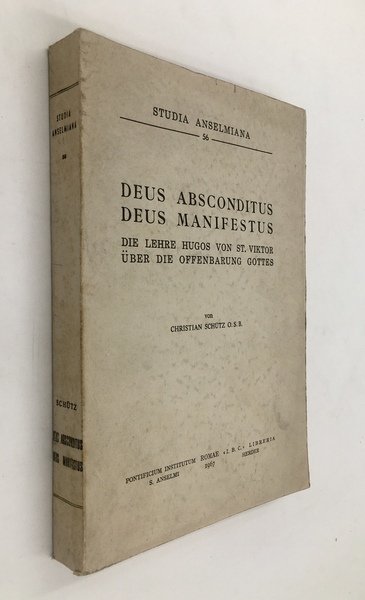 STUDIA ANSELMIANA
56
DEUS ABSCONDITUS
DEUS MANIFESTUS
DIE LEHRE HUGOS VON ST. VIKTOR
ÜBER DIE OFFENBARUNG GOTTES
von
CHRISTIAN SCHÜTZ O.S.B.
PONTIFICIUM INSTITUTUM ROMAE «I. B. C.» LIBRERIA
S. ANSELMI 1967 HERDER
STUDIA
ANSELMIANA
56
SCHÜTZ
DEUS ABSCONDITUS
DEUS MANIFESTUS